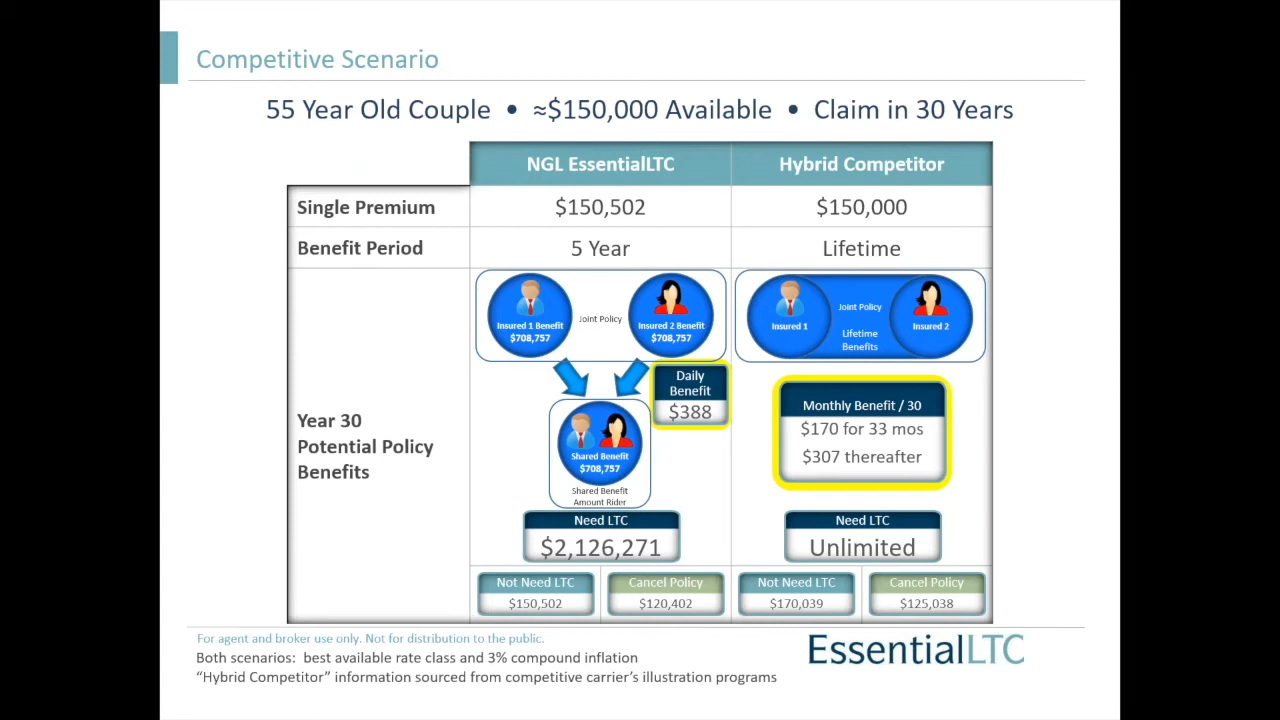 Competitive Scenario
55 Year Old Couple • ≈$150,000 Available • Claim in 30 Years
NGL EssentialLTC
Hybrid Competitor
Single Premium
$150,502
$150,000
Benefit Period
5 Year
Lifetime
Year 30
Potential Policy
Benefits
Insured 1 Benefit
$708,757
Joint Policy
Insured 2 Benefit
$708,757
Daily
Benefit
$388
Shared Benefit
$708,757
Shared Benefit
Amount Rider
Need LTC
$2,126,271
Not Need LTC
$150,502
Cancel Policy
$120,402
Insured 1
Joint Policy
Lifetime
Benefits
Insured 2
Monthly Benefit / 30
$170 for 33 mos
$307 thereafter
Need LTC
Unlimited
Not Need LTC
$170,039
Cancel Policy
$125,038
For agent and broker use only. Not for distribution to the public.
Both scenarios: best available rate class and 3% compound inflation
“Hybrid Competitor” information sourced from competitive carrier’s illustration programs
EssentialLTC